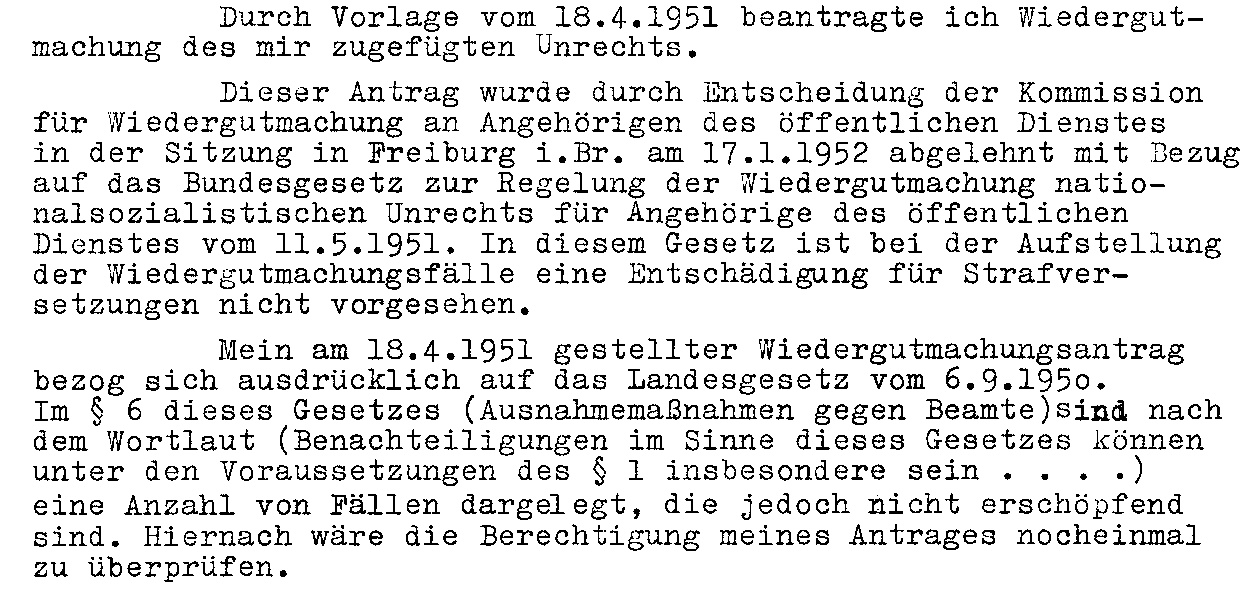 Durch Vorlage vom 18.4.1951 beantragte ich Wiedergut-
machung des mir zugefügten Unrechts.
Dieser Antrag wurde durch Entscheidung der Kommission
für Wiedergutmachung an Angehörigen des öffentlichen Dienstes
in der Sitzung in Freiburg i.Br. am 17.1.1952 abgelehnt mit Bezug
auf das Bundesgesetz zur Regelung der Wiedergutmachung natio-
nalsozialistischen Unrechts für Angehörige des öffentlichen
Dienstes vom 11.5.1951. In diesem Gesetz ist bei der Aufstellung
der Wiedergutmachungsfälle eine Entschädigung für Strafver-
setzungen nicht vorgesehen.
Mein am 18.4.1951 gestellter Wiedergutmachungsantrag
bezog sich ausdrücklich auf das Landesgesetz vom 6.9.195o.
Im § 6 dieses Gesetzes (Ausnahmemaßnahmen gegen Beamte)sind nach
dem Wortlaut (Benachteiligungen im Sinne dieses Gesetzes können
unter den Voraussetzungen des § 1 insbesondere sein . . . .)
eine Anzahl von Fällen dargelegt, die jedoch nicht erschöpfend
sind. Hiernach wäre die Berechtigung meines Antrages nocheinmal
zu überprüfen.